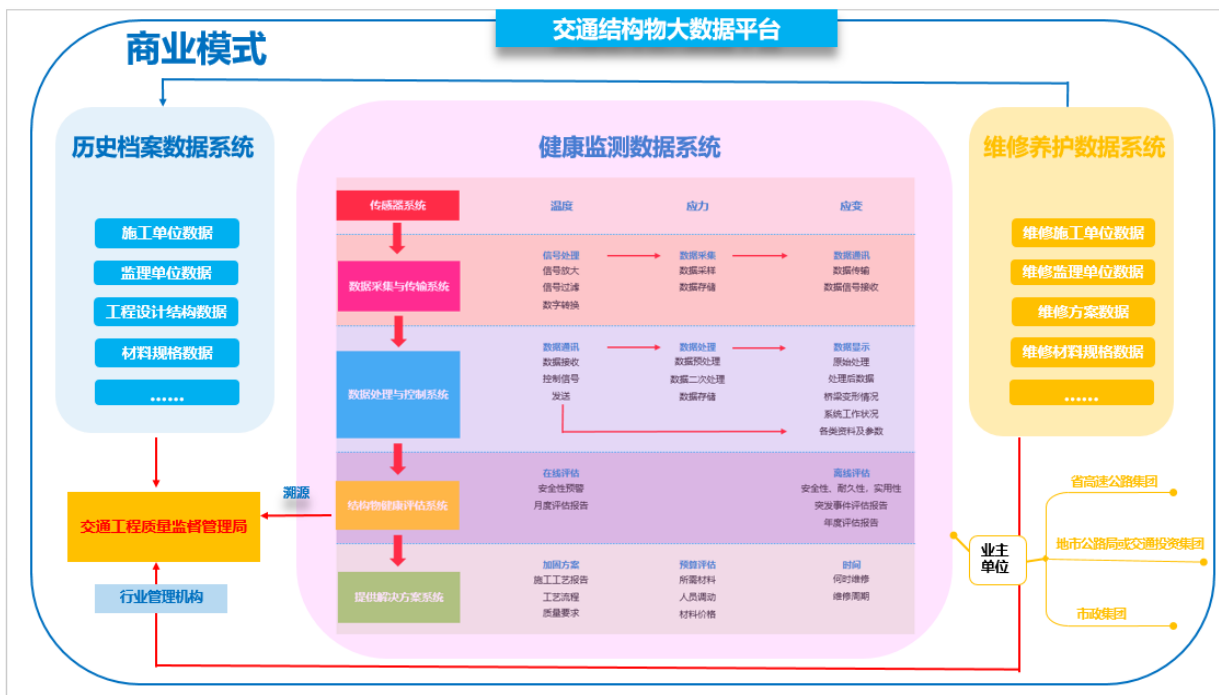 交通结构物大数据平台
商业模式
历史档案数据系统
施工单位数据
监理单位数据
工程设计结构数据
材料规格数据
......
交通工程质量监督管理局
行业管理机构
溯源
健康监测数据系统
传感器系统
温度
应力
应变
数据采集与传输系统
信号处理
信号放大
信号过滤
数字转换
数据采集
数据采样
数据存储
数据通讯
数据传输
数据信号接收
数据处理与控制系统
数据通讯
数据接收
控制信号
发送
数据处理
数据预处理
数据二次处理
数据存储
数据显示
原始处理
处理后数据
桥梁变形情况
系统工作状况
各类资料及参数
结构物健康评估系统
在线评估
安全性预警
月度评估报告
离线评估
安全性、耐久性，实用性
突发事件评估报告
年度评估报告
提供解决方案系统
加固方案
施工工艺报告
工艺流程
质量要求
预算评估
所需材料
人员调动
材料价格
时间
何时维修
维修周期
维修养护数据系统
维修施工单位数据
维修监理单位数据
维修方案数据
维修材料规格数据
......
业主
单位
省高速公路集团
地市公路局或交通投资集团
市政集团